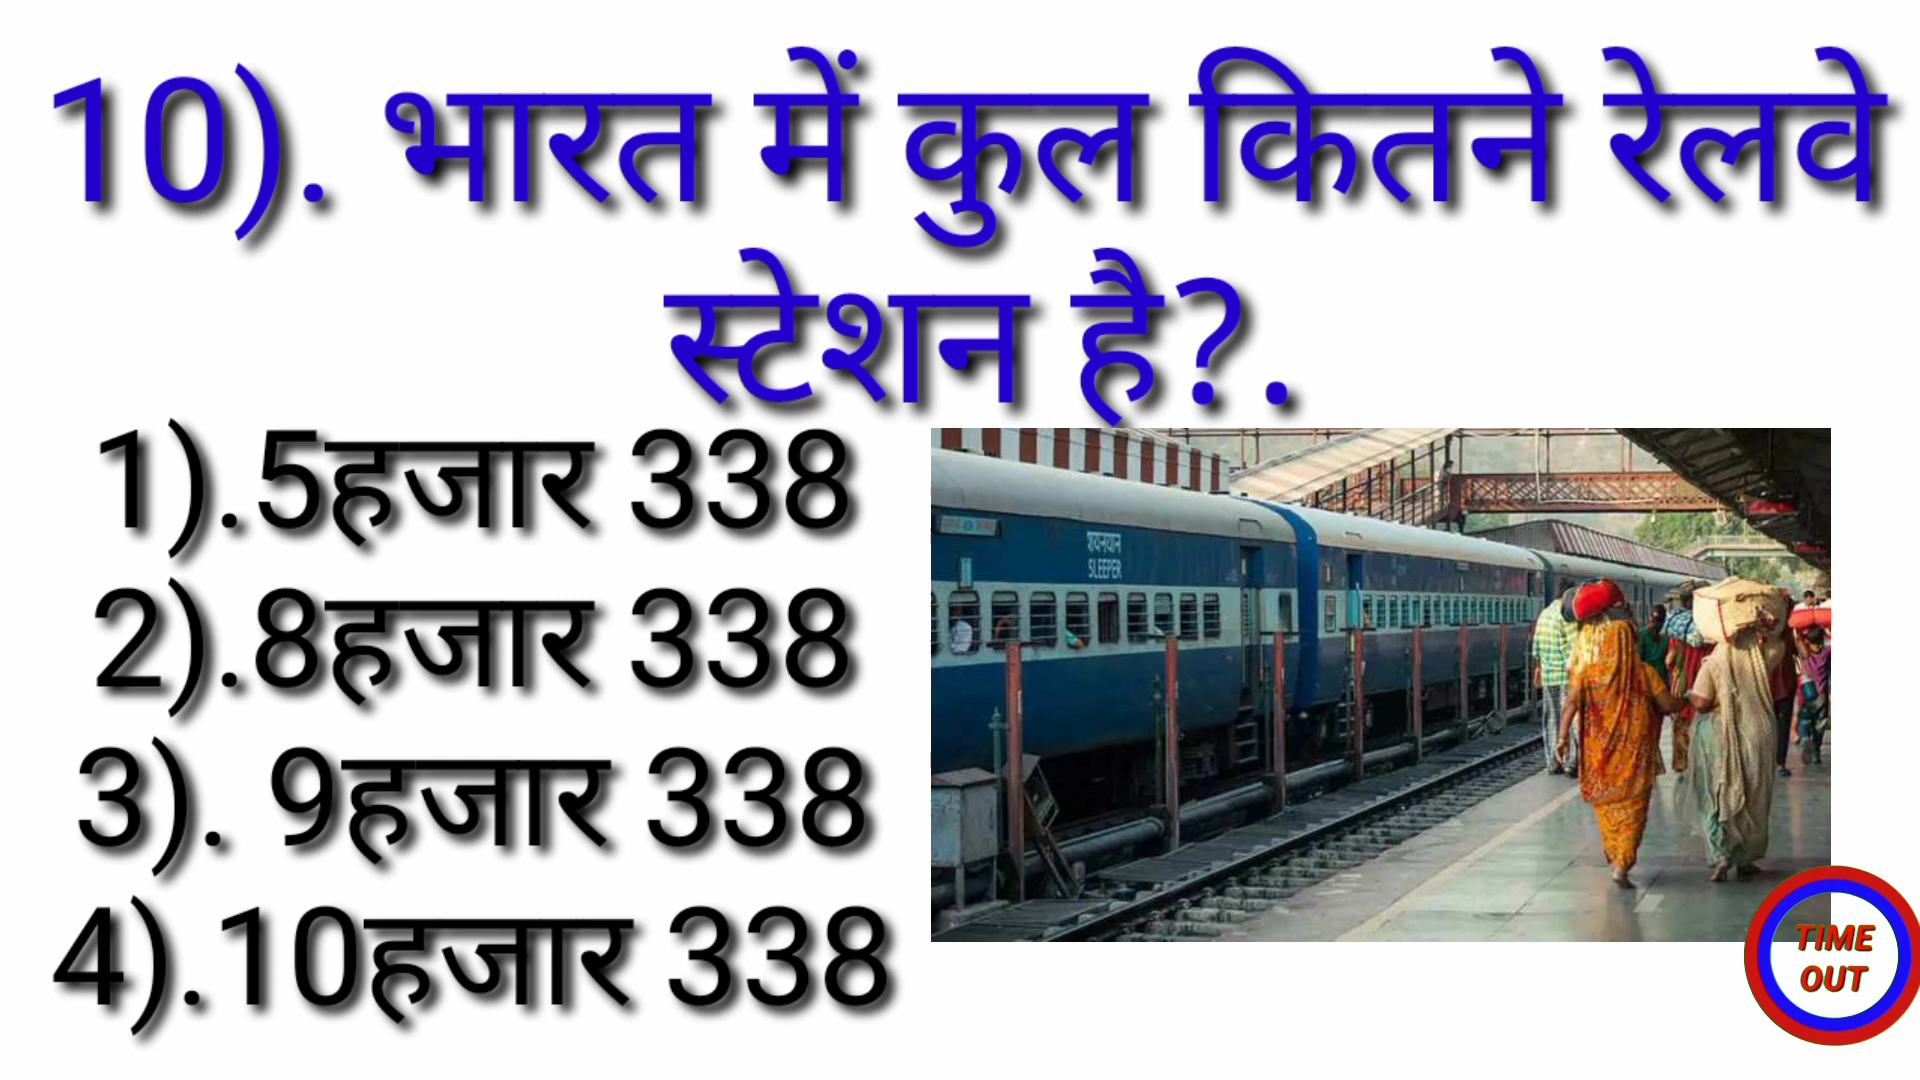 10). भारत में कुल कितने रेलवे
स्टेशन है?.
1).5हजार 338
2).8हजार 338
3). 9हजार 338
4).10हजार 338
शयनयान
SLEEPER
TIME
OUT